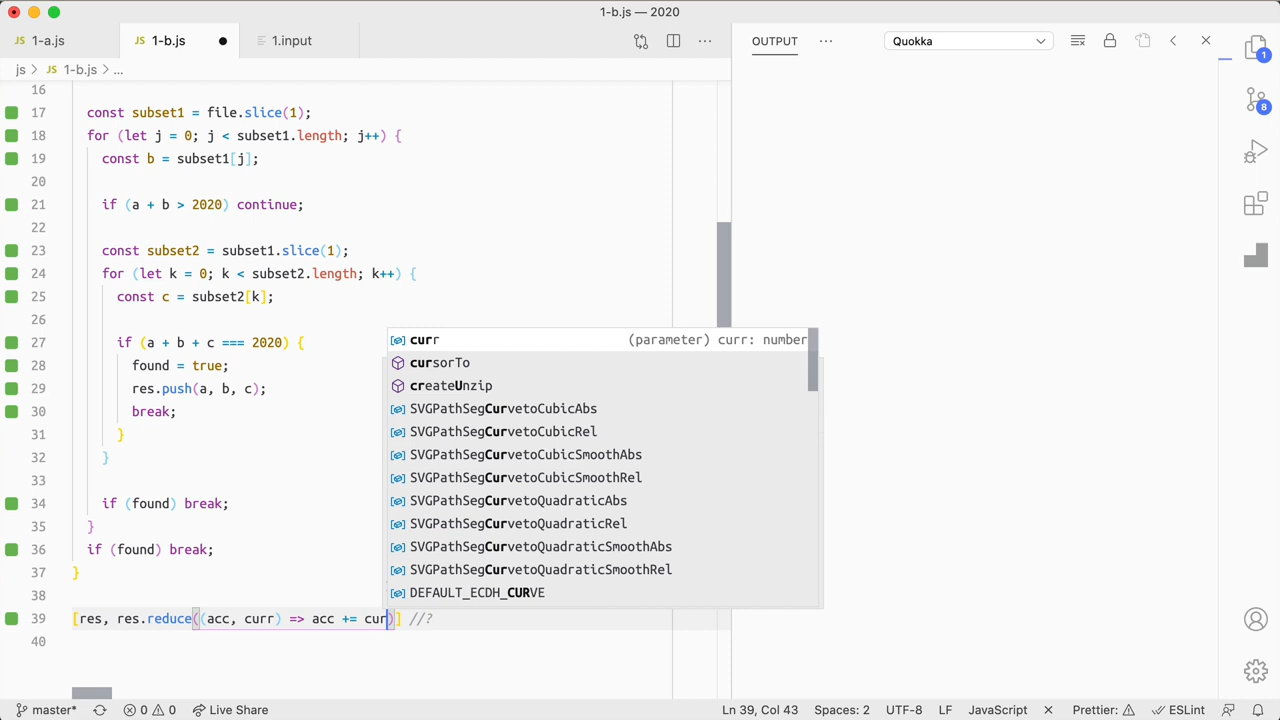 1-b.js — 2020
JS 1-a.js
JS 1-b.js
1.input
OUTPUT
Quokka
js > JS 1-b.js > ...
1
8
16
17 const subset1 = file.slice(1);
18 for (let j = 0; j < subset1.length; j++) {
19 const b = subset1[j];
20
21 if (a + b > 2020) continue;
22
23 const subset2 = subset1.slice(1);
24 for (let k = 0; k < subset2.length; k++) {
25 const c = subset2[k];
26
27 if (a + b + c === 2020) {
28 found = true;
29 res.push(a, b, c);
30 break;
31 }
32 }
33
34 if (found) break;
35 }
36 if (found) break;
37 }
38
39 [res, res.reduce((acc, curr) => acc += cur)] //?
40
curr (parameter) curr: number
cursorTo
createUnzip
SVGPathSegCurvetoCubicAbs
SVGPathSegCurvetoCubicRel
SVGPathSegCurvetoCubicSmoothAbs
SVGPathSegCurvetoCubicSmoothRel
SVGPathSegCurvetoQuadraticAbs
SVGPathSegCurvetoQuadraticRel
SVGPathSegCurvetoQuadraticSmoothAbs
SVGPathSegCurvetoQuadraticSmoothRel
DEFAULT_ECDH_CURVE
master* 0 0 Live Share Ln 39, Col 43 Spaces: 2 UTF-8 LF JavaScript Prettier: ESLint